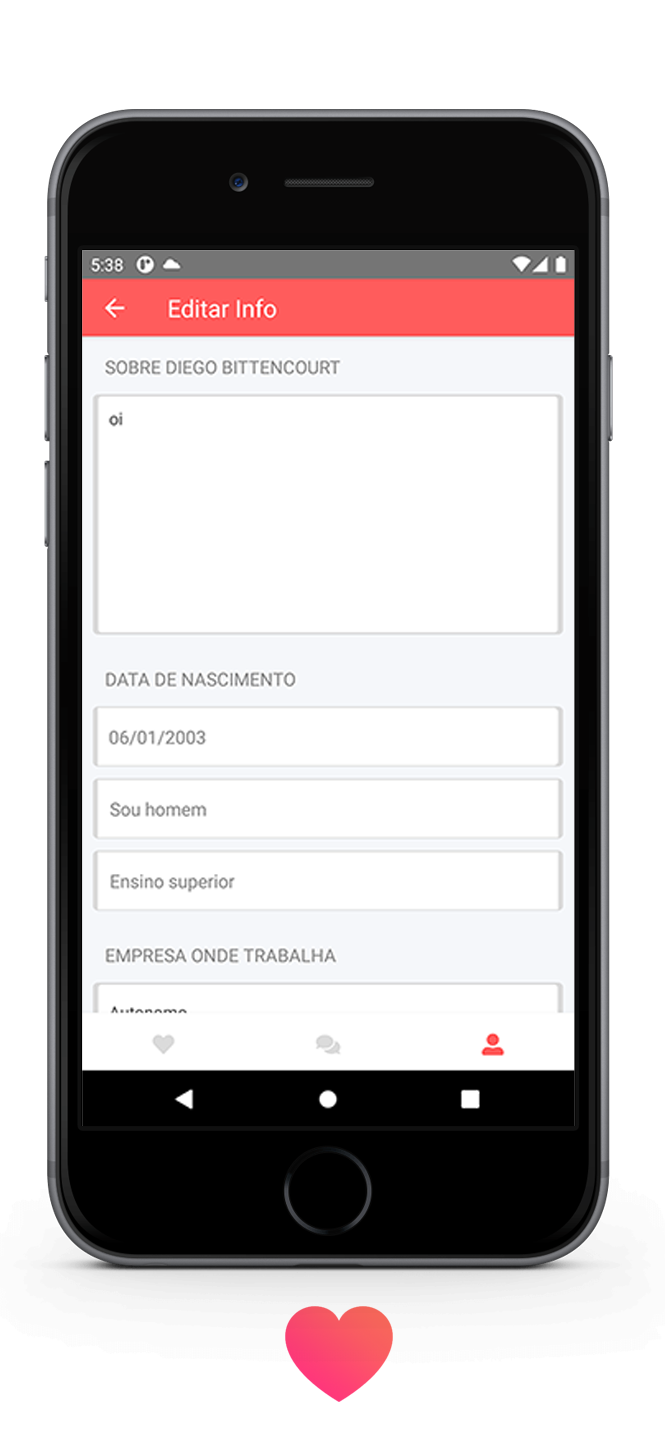 5:38
Editar Info
SOBRE DIEGO BITTENCOURT
oi
DATA DE NASCIMENTO
06/01/2003
Sou homem
Ensino superior
EMPRESA ONDE TRABALHA
Autonomo